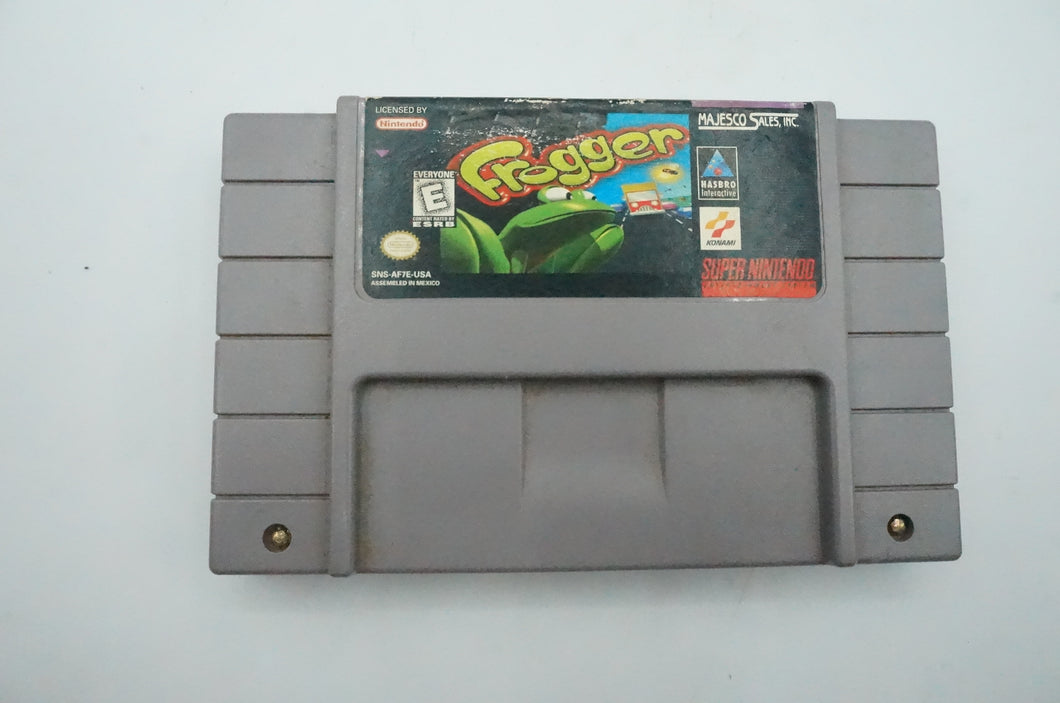 LICENSED BY
Nintendo
Frogger
MAJESCO SALES, INC.
EVERYONE
E
CONTENT RATED BY
ESRB
HASBRO
Interactive
KONAMI
SNS-AF7E-USA
ASSEMBLED IN MEXICO
SUPER NINTENDO